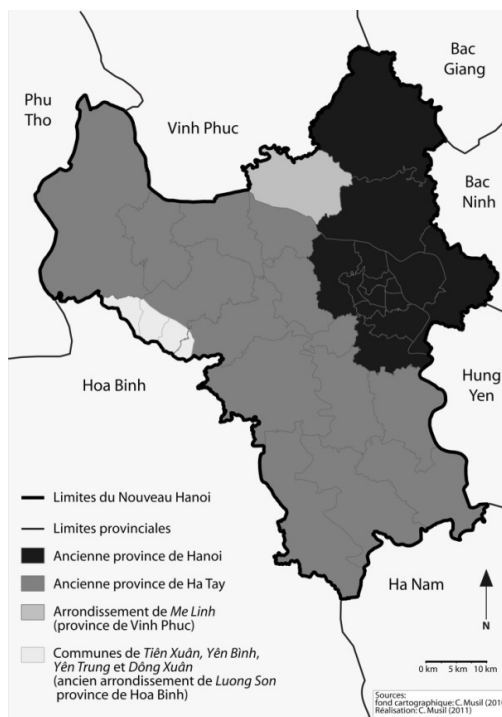 Bac
Giang
Phu
Tho
Vinh Phuc
Bac
Ninh
Hoa Binh
Hung
Yen
Limites du Nouveau Hanoi
Limites provinciales
Ancienne province de Hanoi
Ancienne province de Ha Tay
Arrondissement de Me Linh
(province de Vinh Phuc)
Communes de Tiên Xuân, Yên Bình,
Yên Trung et Dông Xuân
(ancien arrondissement de Luong Son
province de Hoa Binh)
Ha Nam
N
0 km 5 km 10 km
Sources:
fond cartographique: C. Musil (201
Réalisation: C. Musil (2011)